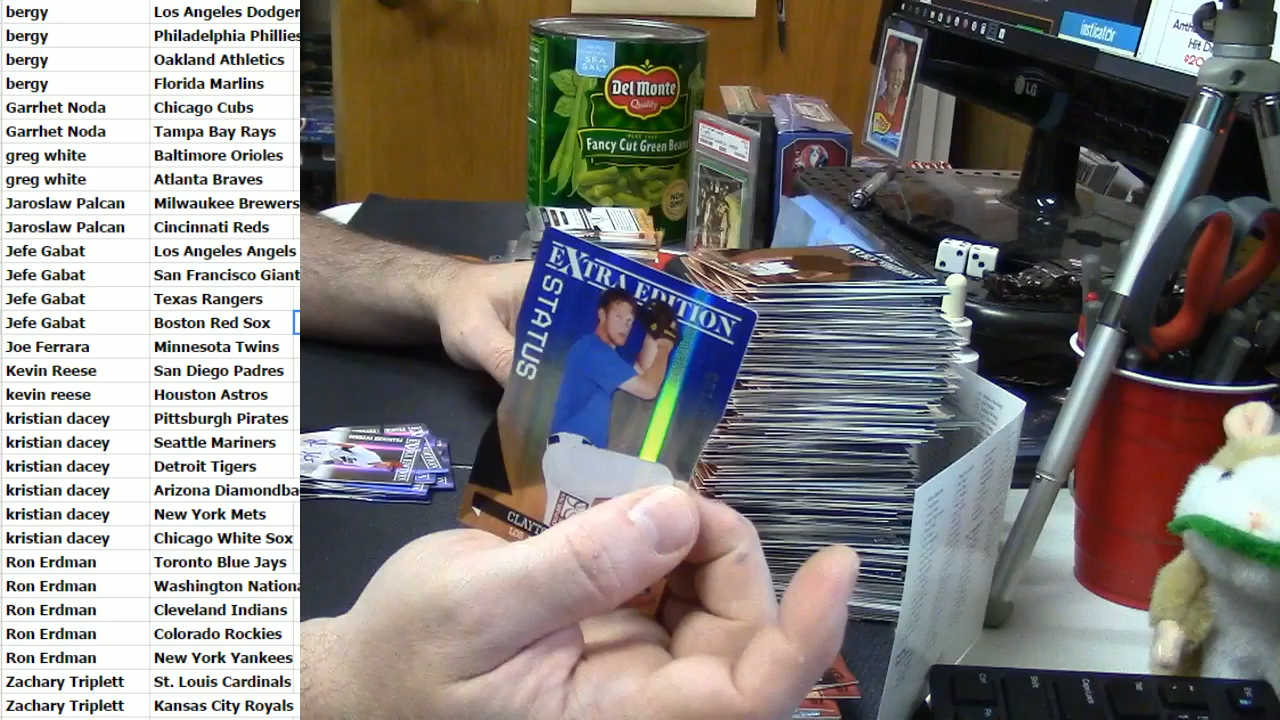 bergy Los Angeles Dodger
bergy Philadelphia Phillies
bergy Oakland Athletics
bergy Florida Marlins
Garrhet Noda Chicago Cubs
Garrhet Noda Tampa Bay Rays
greg white Baltimore Orioles
greg white Atlanta Braves
Jaroslaw Palcan Milwaukee Brewers
Jaroslaw Palcan Cincinnati Reds
Jefe Gabat Los Angeles Angels
Jefe Gabat San Francisco Giant
Jefe Gabat Texas Rangers
Jefe Gabat Boston Red Sox
Joe Ferrara Minnesota Twins
Kevin Reese San Diego Padres
kevin reese Houston Astros
kristian dacey Pittsburgh Pirates
kristian dacey Seattle Mariners
kristian dacey Detroit Tigers
kristian dacey Arizona Diamondba
kristian dacey New York Mets
kristian dacey Chicago White Sox
Ron Erdman Toronto Blue Jays
Ron Erdman Washington Nationa
Ron Erdman Cleveland Indians
Ron Erdman Colorado Rockies
Ron Erdman New York Yankees
Zachary Triplett St. Louis Cardinals
Zachary Triplett Kansas City Royals
SEA
SALT
Del Monte
Quality
Fancy Cut Green Beans
NON
GMO
EXTRA EDITION
STATUS
CLAYT
LOS
insticator
Anth
Hit D
$20
LG